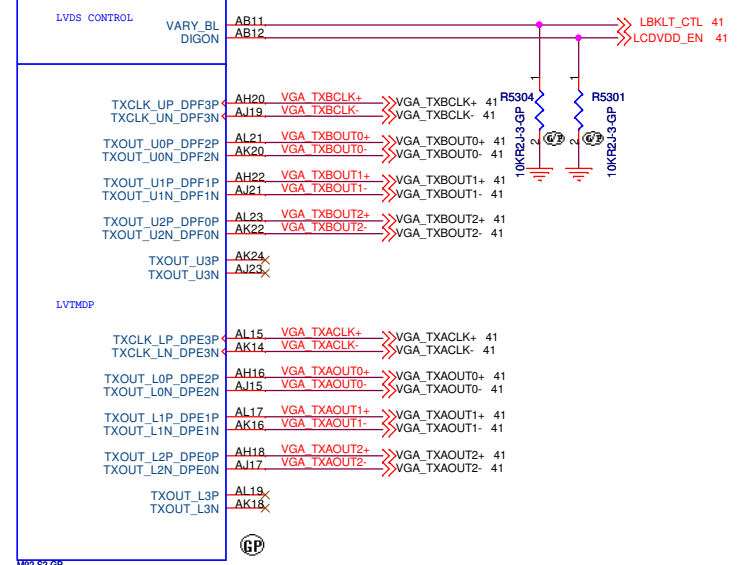 LVDS CONTROL
VARY_BL AB11 LBKLT_CTL 41
DIGON AB12 LCDVDD_EN 41
TXCLK_UP_DPF3P AH20 VGA_TXBCLK+ VGA_TXBCLK+ 41
TXCLK_UN_DPF3N AJ19 VGA_TXBCLK- VGA_TXBCLK- 41
1 1
R5304 R5301
10KR2J-3-GP 10KR2J-3-GP
2 GP 2 GP
TXOUT_U0P_DPF2P AL21 VGA_TXBOUT0+ VGA_TXBOUT0+ 41
TXOUT_U0N_DPF2N AK20 VGA_TXBOUT0- VGA_TXBOUT0- 41
TXOUT_U1P_DPF1P AH22 VGA_TXBOUT1+ VGA_TXBOUT1+ 41
TXOUT_U1N_DPF1N AJ21 VGA_TXBOUT1- VGA_TXBOUT1- 41
TXOUT_U2P_DPF0P AL23 VGA_TXBOUT2+ VGA_TXBOUT2+ 41
TXOUT_U2N_DPF0N AK22 VGA_TXBOUT2- VGA_TXBOUT2- 41
TXOUT_U3P AK24
TXOUT_U3N AJ23
LVTMDP
TXCLK_LP_DPE3P AL15 VGA_TXACLK+ VGA_TXACLK+ 41
TXCLK_LN_DPE3N AK14 VGA_TXACLK- VGA_TXACLK- 41
TXOUT_L0P_DPE2P AH16 VGA_TXAOUT0+ VGA_TXAOUT0+ 41
TXOUT_L0N_DPE2N AJ15 VGA_TXAOUT0- VGA_TXAOUT0- 41
TXOUT_L1P_DPE1P AL17 VGA_TXAOUT1+ VGA_TXAOUT1+ 41
TXOUT_L1N_DPE1N AK16 VGA_TXAOUT1- VGA_TXAOUT1- 41
TXOUT_L2P_DPE0P AH18 VGA_TXAOUT2+ VGA_TXAOUT2+ 41
TXOUT_L2N_DPE0N AJ17 VGA_TXAOUT2- VGA_TXAOUT2- 41
TXOUT_L3P AL19
TXOUT_L3N AK18
GP
M92-S2-GP